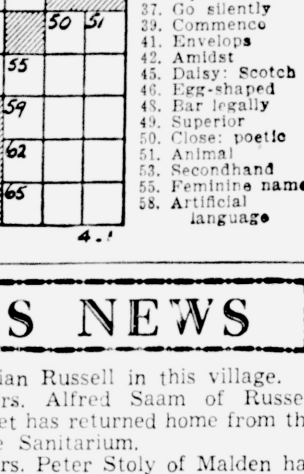 50 51
55
59
62
65
4-1
37. Go silently
39. Commence
41. Envelops
42. Amidst
45. Daisy: Scotch
46. Egg-shaped
48. Bar legally
49. Superior
50. Close: poetic
51. Animal
53. Secondhand
55. Feminine name
58. Artificial
language
S NEWS
ian Russell in this village.
rs. Alfred Saam of Russe
et has returned home from th
e Sanitarium.
rs. Peter Stoly of Malden ha